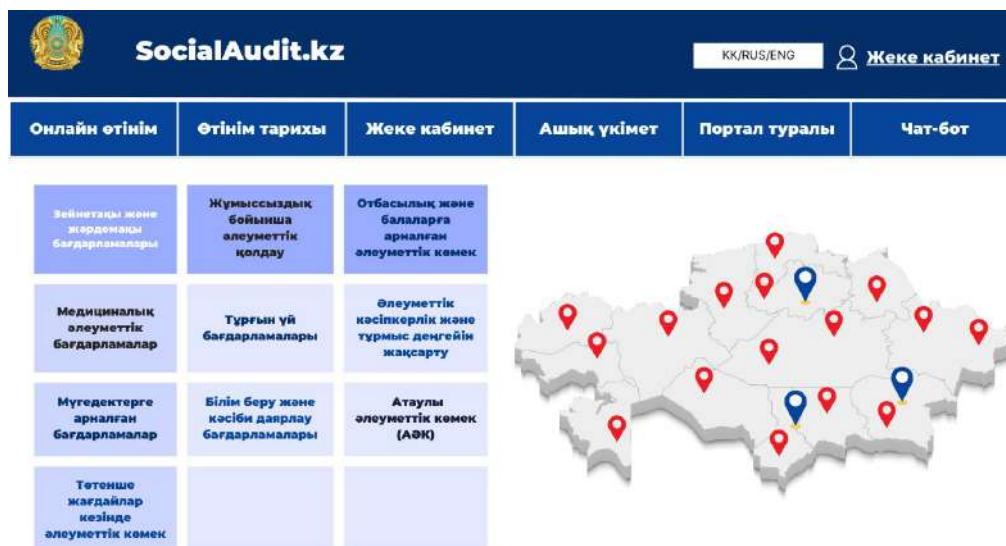 SocialAudit.kz
KK/RUS/ENG
Жеке кабинет
Онлайн өтінім
Өтінім тарихы
Жеке кабинет
Ашық үкімет
Портал туралы
Чат-бот
Зейнетақы және
жәрдемақы
бағдарламалары
Жұмыссыздық
бойынша
әлеуметтік
қолдау
Отбасылық және
балаларға
арналған
әлеуметтік көмек
Медициналық
әлеуметтік
бағдарламалар
Тұрғын үй
бағдарламалары
Әлеуметтік
кәсіпкерлік және
тұрмыс деңгейін
жақсарту
Мүгедектерге
арналған
бағдарламалар
Білім беру және
кәсіби даярлау
бағдарламалары
Атаулы
әлеуметтік көмек
(АӘК)
Төтенше
жағдайлар
кезінде
әлеуметтік көмек